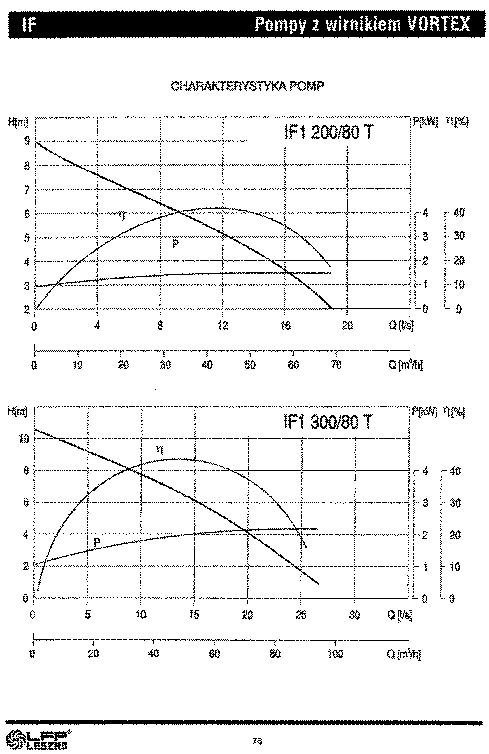 IF Pompy z wirnikiem VORTEX
CHARAKTERYSTYKA POMP
H[m] IF1 200/80 T P[kW] η[%]
9
8
7
6 η 4 40
5 P 3 30
4 2 20
3 1 10
2 0 0
0 4 8 12 16 20 Q [l/s]
0 10 20 30 40 50 60 70 Q [m³/h]
H[m] IF1 300/80 T P[kW] η[%]
10 η
8 4 40
6 3 30
4 P 2 20
2 1 10
0 0 0
0 5 10 15 20 25 30 Q [l/s]
0 20 40 60 80 100 Q [m³/h]
LFP
LESZNO